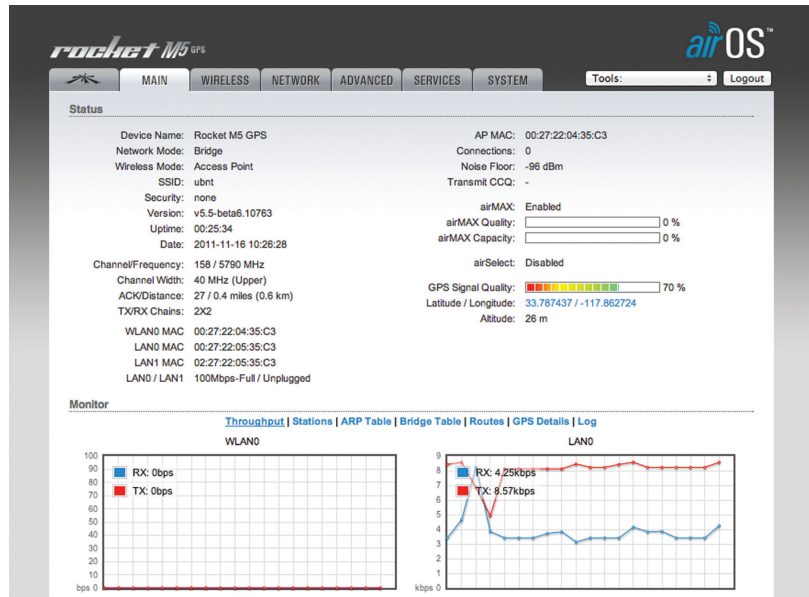 rocket M5 GPS
airOS™
MAIN WIRELESS NETWORK ADVANCED SERVICES SYSTEM Tools: Logout
Status
Device Name: Rocket M5 GPS
Network Mode: Bridge
Wireless Mode: Access Point
SSID: ubnt
Security: none
Version: v5.5-beta6.10763
Uptime: 00:25:34
Date: 2011-11-16 10:26:28
Channel/Frequency: 158 / 5790 MHz
Channel Width: 40 MHz (Upper)
ACK/Distance: 27 / 0.4 miles (0.6 km)
TX/RX Chains: 2X2
WLAN0 MAC 00:27:22:04:35:C3
LAN0 MAC 00:27:22:05:35:C3
LAN1 MAC 02:27:22:05:35:C3
LAN0 / LAN1 100Mbps-Full / Unplugged
AP MAC: 00:27:22:04:35:C3
Connections: 0
Noise Floor: -96 dBm
Transmit CCQ: -
airMAX: Enabled
airMAX Quality: 0 %
airMAX Capacity: 0 %
airSelect: Disabled
GPS Signal Quality: 70 %
Latitude / Longitude: 33.787437 / -117.862724
Altitude: 26 m
Monitor
Throughput | Stations | ARP Table | Bridge Table | Routes | GPS Details | Log
WLAN0
100
90
80
70
60
50
40
30
20
10
bps 0
RX: 0bps
TX: 0bps
LAN0
9
8
7
6
5
4
3
2
1
kbps 0
RX: 4.25kbps
TX: 8.57kbps